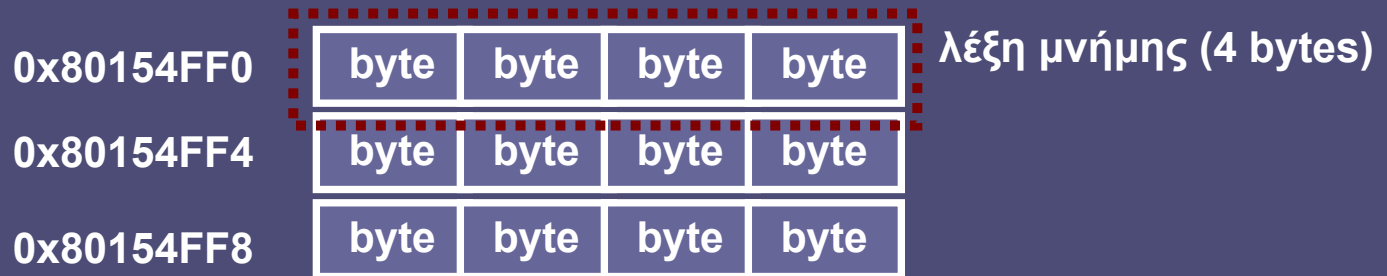 0x80154FF0 byte byte byte byte λέξη μνήμης (4 bytes)
0x80154FF4 byte byte byte byte
0x80154FF8 byte byte byte byte